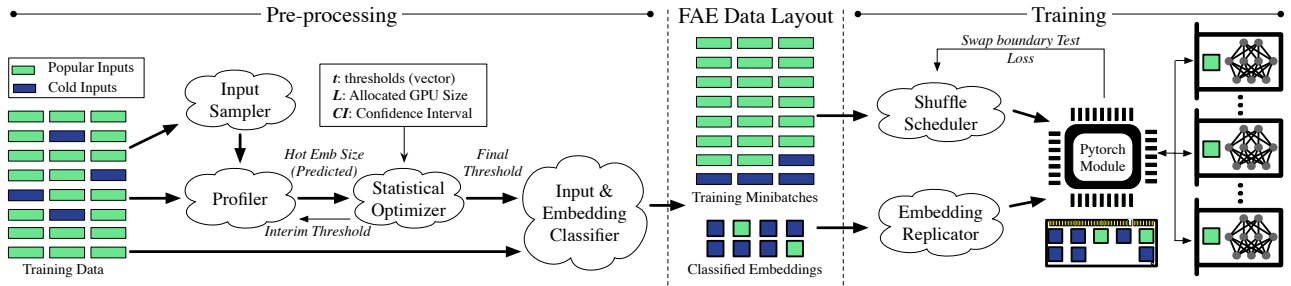 Pre-processing
FAE Data Layout
Training
Popular Inputs
Cold Inputs
Input
Sampler
t: thresholds (vector)
L: Allocated GPU Size
CI: Confidence Interval
Hot Emb Size
(Predicted)
Final
Threshold
Profiler
Statistical
Optimizer
Interim Threshold
Input &
Embedding
Classifier
Training Data
Training Minibatches
Classified Embeddings
Swap boundary Test
Loss
Shuffle
Scheduler
Embedding
Replicator
Pytorch
Module